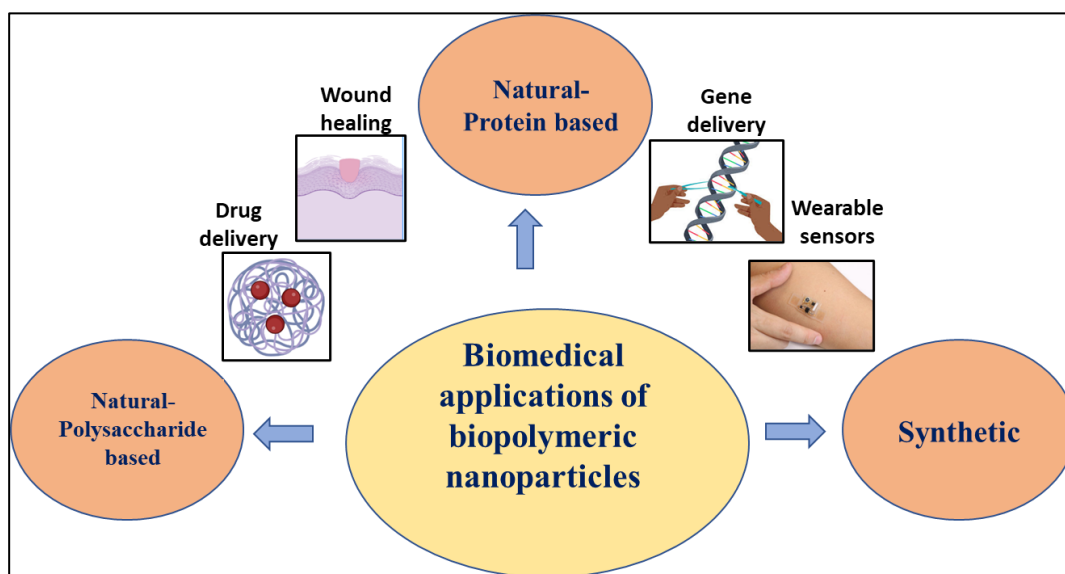 Natural-
Protein based
Wound
healing
Gene
delivery
Drug
delivery
Wearable
sensors
Biomedical
applications of
biopolymeric
nanoparticles
Natural-
Polysaccharide
based
Synthetic